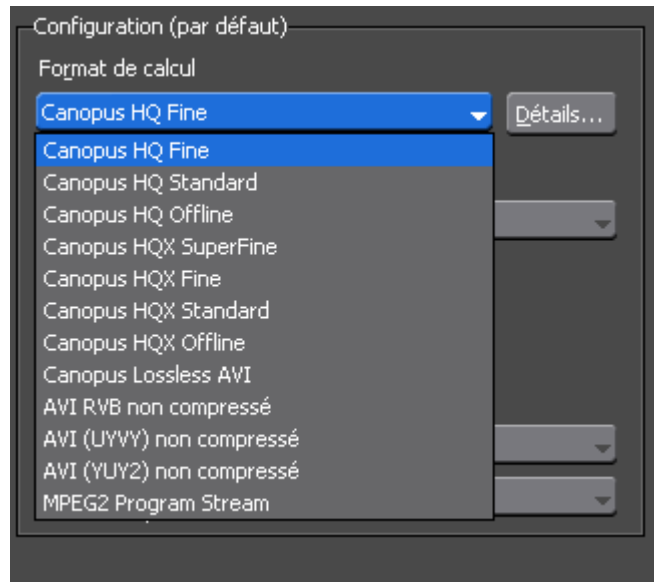 Configuration (par défaut)
Format de calcul
Canopus HQ Fine
Détails...
Canopus HQ Fine
Canopus HQ Standard
Canopus HQ Offline
Canopus HQX SuperFine
Canopus HQX Fine
Canopus HQX Standard
Canopus HQX Offline
Canopus Lossless AVI
AVI RVB non compressé
AVI (UYVY) non compressé
AVI (YUY2) non compressé
MPEG2 Program Stream